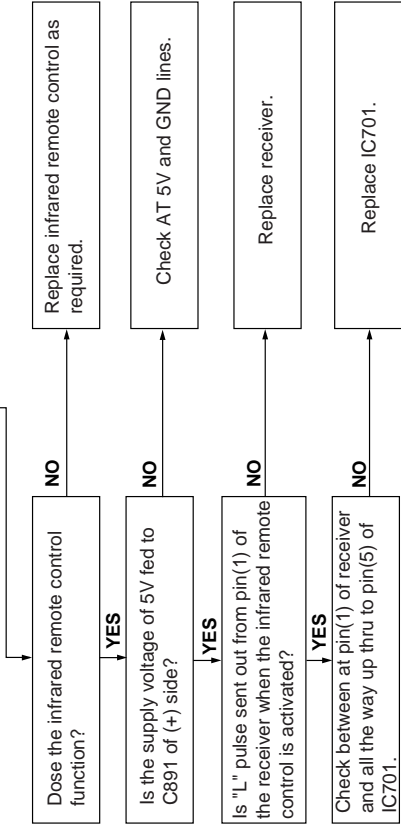 Dose the infrared remote control
function?
NO
Replace infrared remote control as
required.
YES
Is the supply voltage of 5V fed to
C891 of (+) side?
NO
Check AT 5V and GND lines.
YES
Is "L" pulse sent out from pin(1) of
the receiver when the infrared remote
control is activated?
NO
Replace receiver.
YES
Check between at pin(1) of receiver
and all the way up thru to pin(5) of
IC701.
NO
Replace IC701.